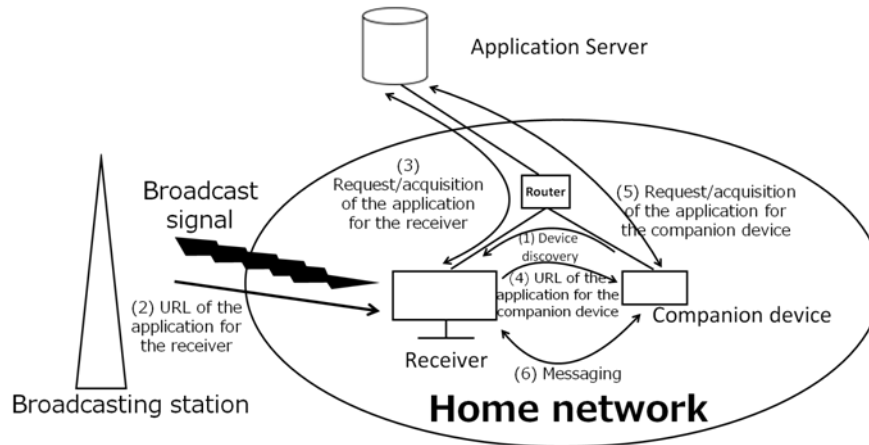 Application Server
(3)
Request/acquisition
of the application
for the receiver
Router
(5) Request/acquisition
of the application for
the companion device
Broadcast
signal
(1) Device
discovery
(2) URL of the
application for
the receiver
(4) URL of the
application for the
companion device
Companion device
Receiver
(6) Messaging
Broadcasting station
Home network